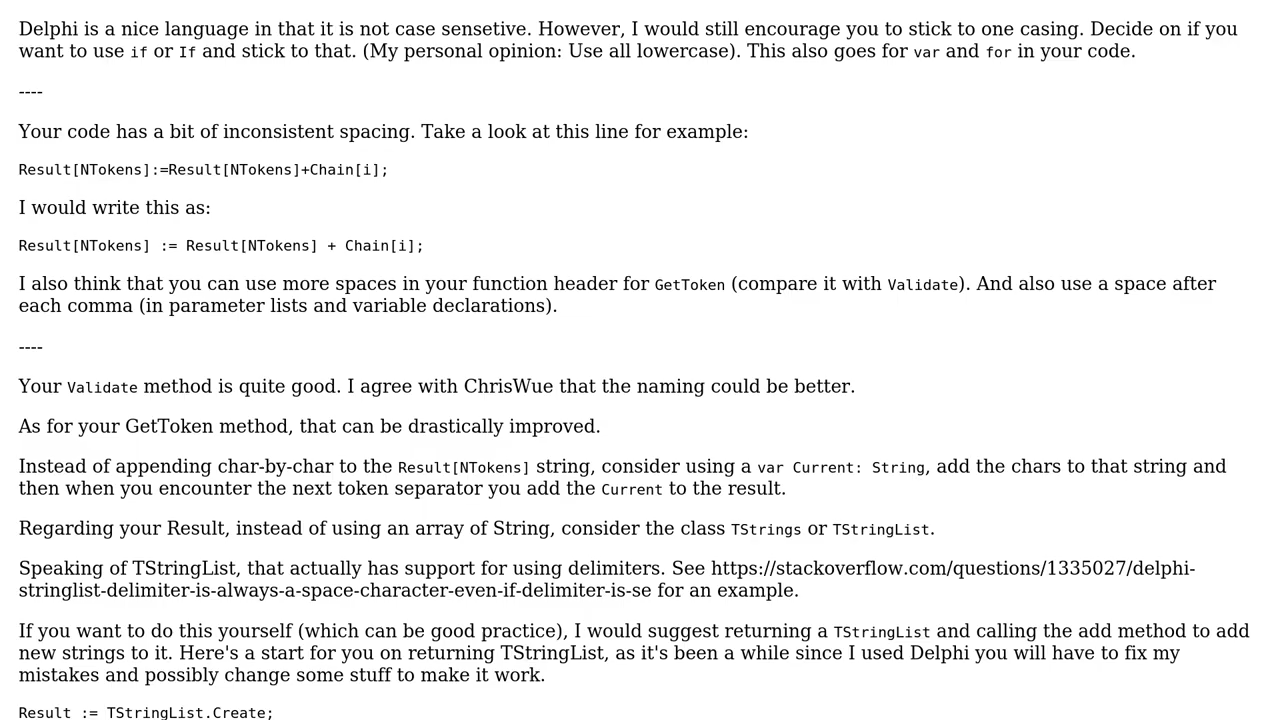 Delphi is a nice language in that it is not case sensetive. However, I would still encourage you to stick to one casing. Decide on if you
want to use if or If and stick to that. (My personal opinion: Use all lowercase). This also goes for var and for in your code.
----
Your code has a bit of inconsistent spacing. Take a look at this line for example:
Result[NTokens]:=Result[NTokens]+Chain[i];
I would write this as:
Result[NTokens] := Result[NTokens] + Chain[i];
I also think that you can use more spaces in your function header for GetToken (compare it with Validate). And also use a space after
each comma (in parameter lists and variable declarations).
----
Your Validate method is quite good. I agree with ChrisWue that the naming could be better.
As for your GetToken method, that can be drastically improved.
Instead of appending char-by-char to the Result[NTokens] string, consider using a var Current: String, add the chars to that string and
then when you encounter the next token separator you add the Current to the result.
Regarding your Result, instead of using an array of String, consider the class TStrings or TStringList.
Speaking of TStringList, that actually has support for using delimiters. See https://stackoverflow.com/questions/1335027/delphi-
stringlist-delimiter-is-always-a-space-character-even-if-delimiter-is-se for an example.
If you want to do this yourself (which can be good practice), I would suggest returning a TStringList and calling the add method to add
new strings to it. Here's a start for you on returning TStringList, as it's been a while since I used Delphi you will have to fix my
mistakes and possibly change some stuff to make it work.
Result := TStringList.Create;